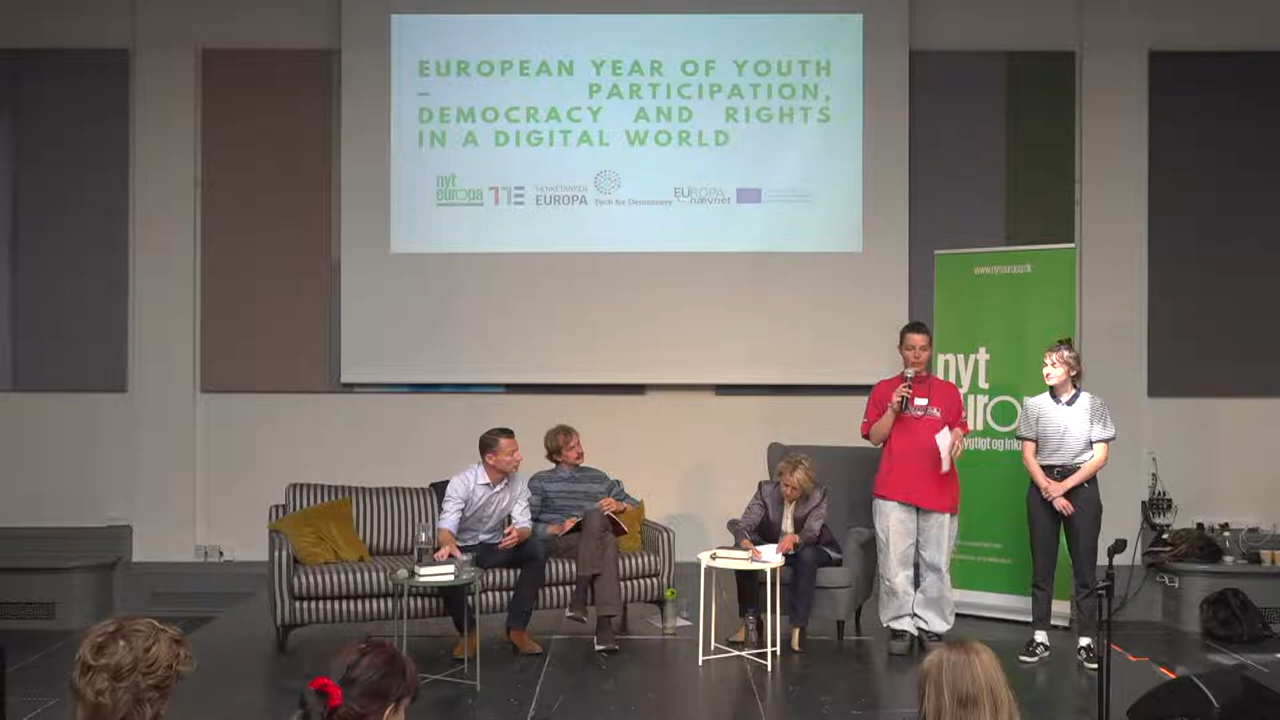 EUROPEAN YEAR OF YOUTH
– PARTICIPATION,
DEMOCRACY AND RIGHTS
IN A DIGITAL WORLD
nyt
europa
TTE
TÆNKETANKEN
EUROPA
Tech for Democracy
EUROPA
nævnet
www.nyteuropa.dk
nyt